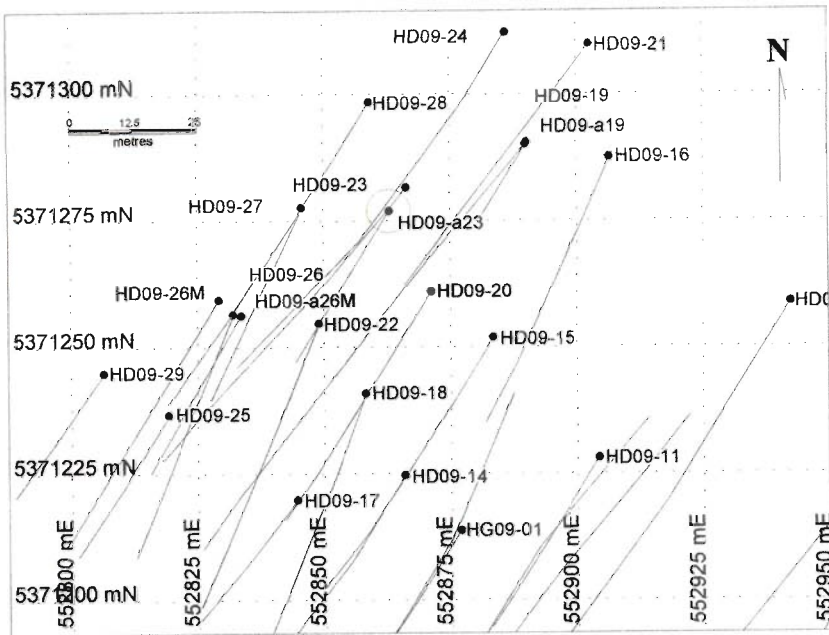 HD09-24
HD09-21
N
5371300 mN
HD09-28
HD09-19
0 12.5 25
metres
HD09-a19
HD09-16
HD09-23
HD09-27
5371275 mN
HD09-a23
HD09-26
HD09-26M
HD09-a26M
HD09-20
HD0
HD09-22
HD09-15
5371250 mN
HD09-29
HD09-18
HD09-25
HD09-11
5371225 mN
HD09-14
HD09-17
HG09-01
5371200 mN
552800 mE
552825 mE
552850 mE
552875 mE
552900 mE
552925 mE
552950 mE